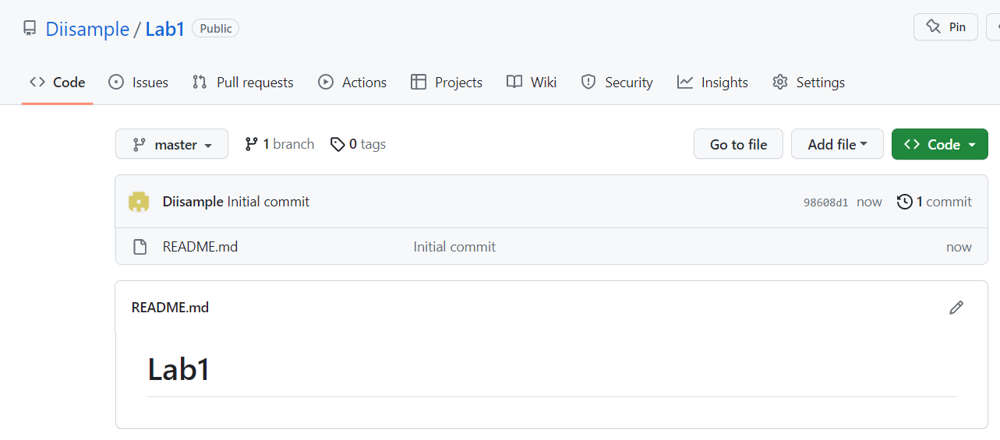 Diisample / Lab1 Public
Pin
Code Issues Pull requests Actions Projects Wiki Security Insights Settings
master 1 branch 0 tags Go to file Add file Code
Diisample Initial commit 98608d1 now 1 commit
README.md Initial commit now
README.md
Lab1